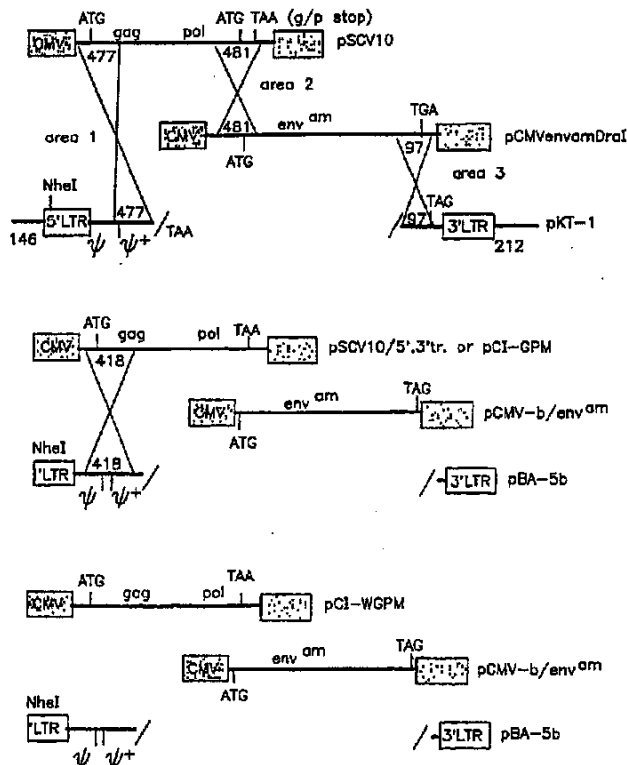 ATG gag pol ATG TAA (g/p stop)
CMV pSCV10
477 481
area 2
area 1 481 env am TGA
CMV pCMVenvamDraI
ATG 97
area 3
NheI 477 TAG
5'LTR TAA 97 3'LTR pKT-1
146 ψ ψ+ 212
ATG gag pol TAA
CMV pSCV10/5'.3'tr. or pCI-GPM
418
env am TAG
CMV pCMV-b/env am
NheI ATG
418
'LTR 3'LTR pBA-5b
ψ ψ+
ATG gag pol TAA
CMV pCI-WGPM
env am TAG
CMV pCMV-b/env am
NheI ATG
'LTR 3'LTR pBA-5b
ψ ψ+